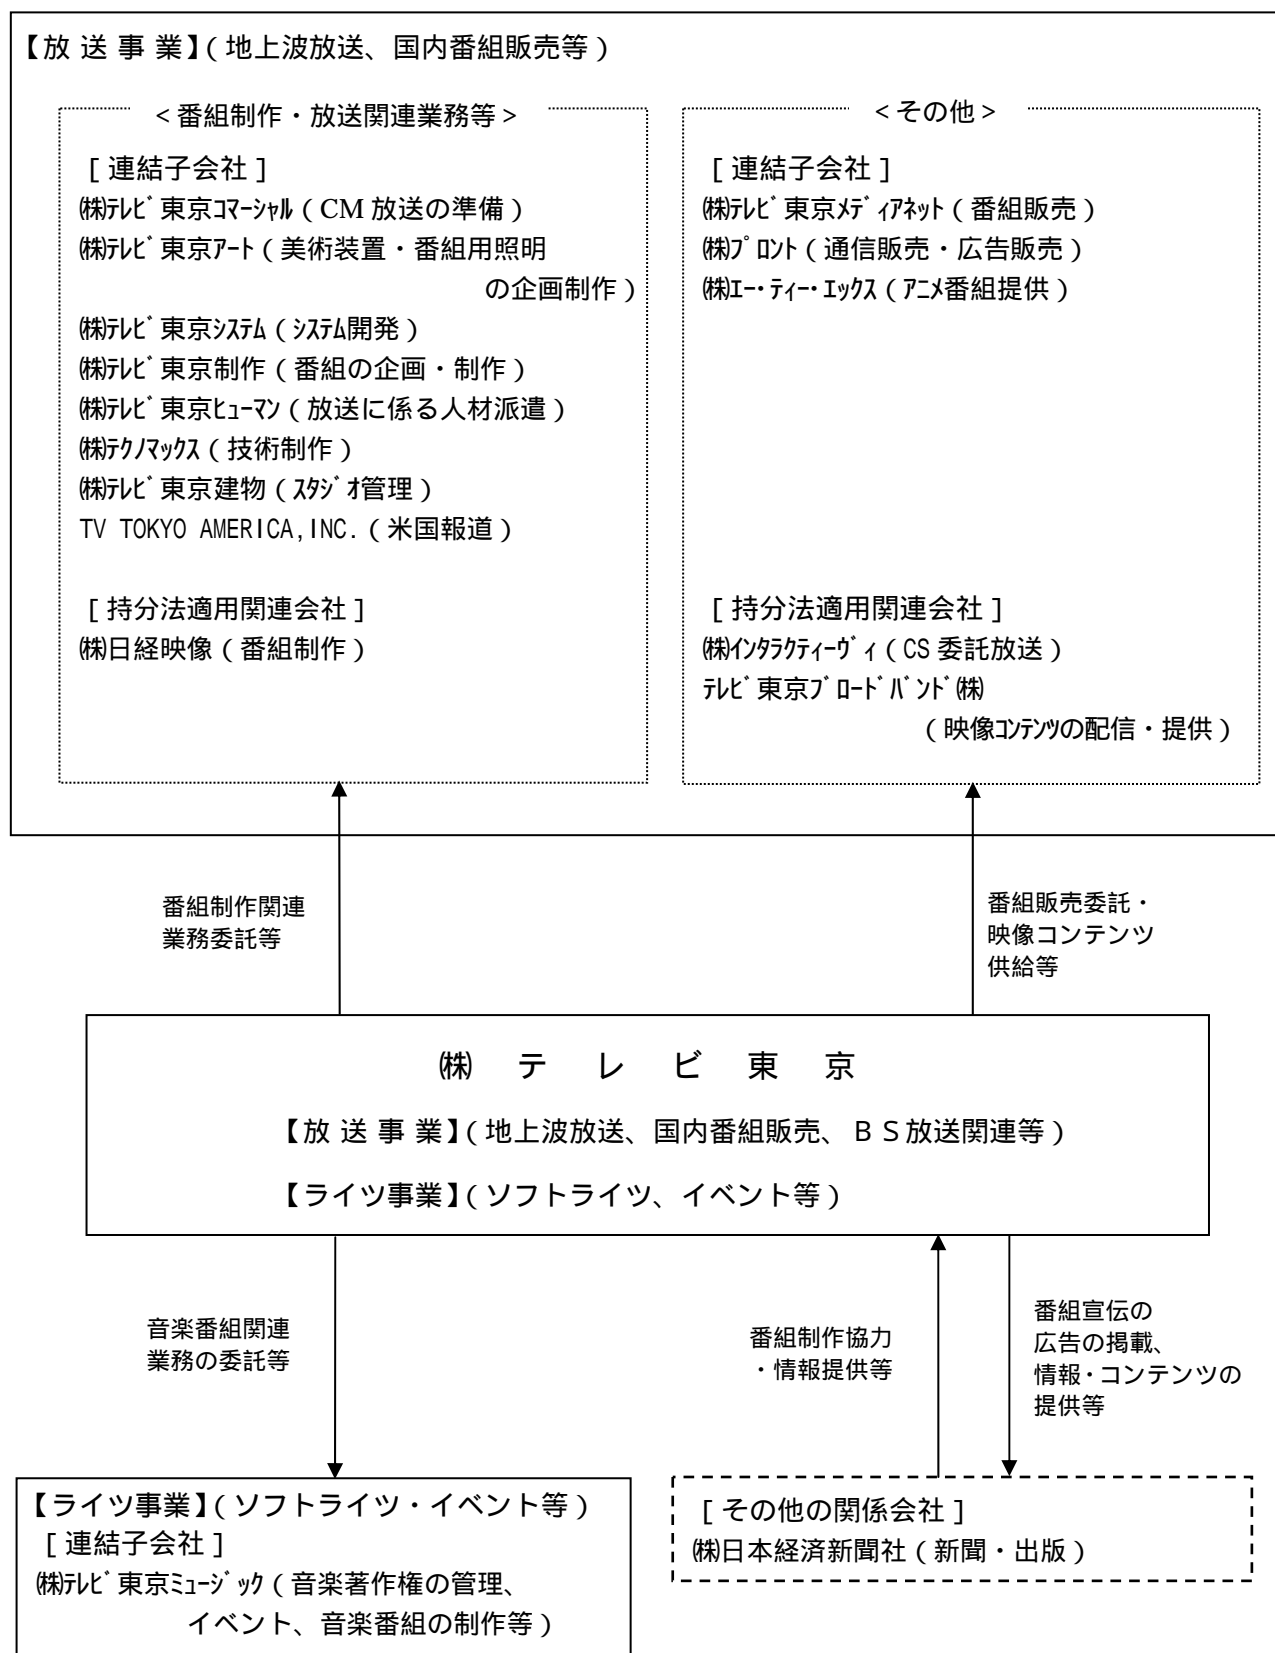 【放 送 事 業】（地上波放送、国内番組販売等）
＜番組制作・放送関連業務等＞
［連結子会社］
㈱ﾃﾚﾋﾞ東京ｺﾏｰｼｬﾙ（CM 放送の準備）
㈱ﾃﾚﾋﾞ東京ｱｰﾄ（美術装置・番組用照明
の企画制作）
㈱ﾃﾚﾋﾞ東京ｼｽﾃﾑ（ｼｽﾃﾑ開発）
㈱ﾃﾚﾋﾞ東京制作（番組の企画・制作）
㈱ﾃﾚﾋﾞ東京ﾋｭｰﾏﾝ（放送に係る人材派遣）
㈱ﾃｸﾉﾏックｽ（技術制作）
㈱ﾃﾚﾋﾞ東京建物（ｽﾀｼﾞｵ管理）
TV TOKYO AMERICA,INC.（米国報道）
［持分法適用関連会社］
㈱日経映像（番組制作）
＜その他＞
［連結子会社］
㈱ﾃﾚﾋﾞ東京ﾒﾃﾞｨｱﾈｯﾄ（番組販売）
㈱ﾌﾟﾛﾝﾄ（通信販売・広告販売）
㈱ｴｰ･ﾃｨｰ･ｴｯｸｽ（ｱﾆﾒ番組提供）
［持分法適用関連会社］
㈱ｲﾝﾀﾗｸﾃｨｰｳﾞｨ（CS 委託放送）
ﾃﾚﾋﾞ東京ﾌﾞﾛｰﾄﾞﾊﾞﾝﾄﾞ㈱
（映像ｺﾝﾃﾝﾂの配信・提供）
番組制作関連
業務委託等
番組販売委託・
映像コンテンツ
供給等
㈱ テ レ ビ 東 京
【放 送 事 業】（地上波放送、国内番組販売、ＢＳ放送関連等）
【ライツ事業】（ソフトライツ、イベント等）
音楽番組関連
業務の委託等
番組制作協力
・情報提供等
番組宣伝の
広告の掲載、
情報・コンテンツの
提供等
【ライツ事業】（ソフトライツ・イベント等）
［連結子会社］
㈱ﾃﾚﾋﾞ東京ﾐｭｰｼﾞｯｸ（音楽著作権の管理、
イベント、音楽番組の制作等）
［その他の関係会社］
㈱日本経済新聞社（新聞・出版）